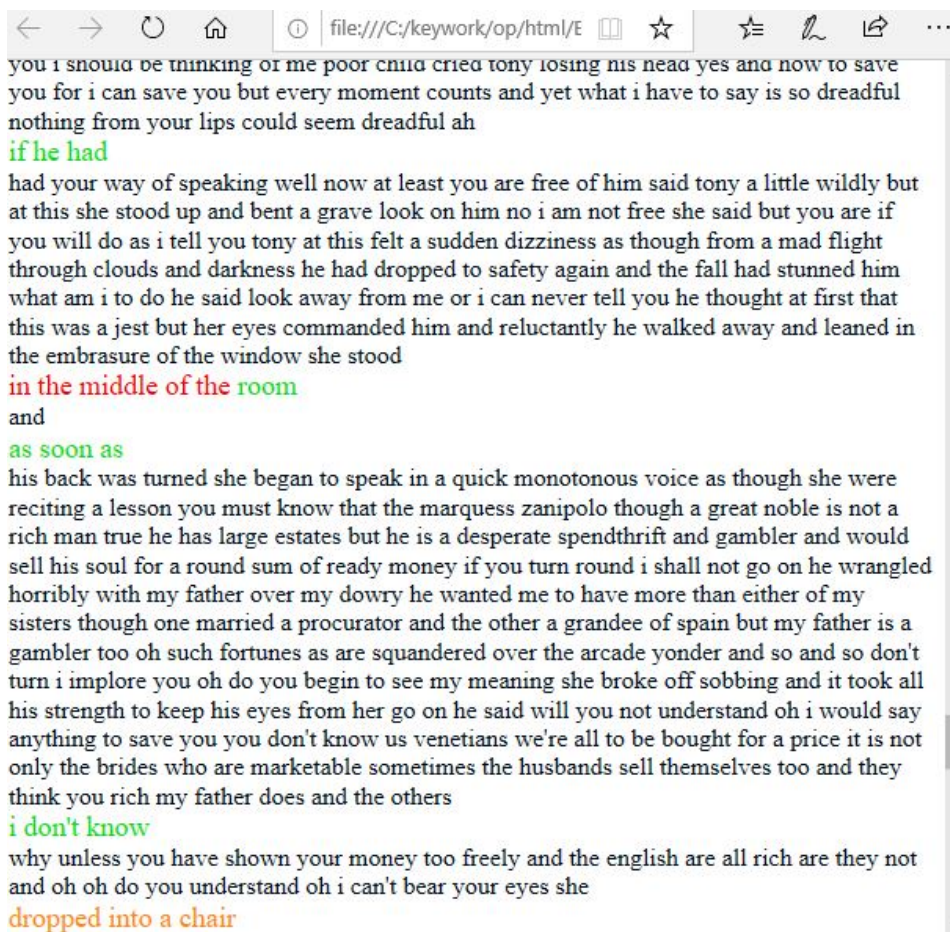 file:///C:/keywork/op/html/E
you i should be thinking of me poor child cried tony losing his head yes and how to save
you for i can save you but every moment counts and yet what i have to say is so dreadful
nothing from your lips could seem dreadful ah
if he had
had your way of speaking well now at least you are free of him said tony a little wildly but
at this she stood up and bent a grave look on him no i am not free she said but you are if
you will do as i tell you tony at this felt a sudden dizziness as though from a mad flight
through clouds and darkness he had dropped to safety again and the fall had stunned him
what am i to do he said look away from me or i can never tell you he thought at first that
this was a jest but her eyes commanded him and reluctantly he walked away and leaned in
the embrasure of the window she stood
in the middle of the room
and
as soon as
his back was turned she began to speak in a quick monotonous voice as though she were
reciting a lesson you must know that the marquess zanipolo though a great noble is not a
rich man true he has large estates but he is a desperate spendthrift and gambler and would
sell his soul for a round sum of ready money if you turn round i shall not go on he wrangled
horribly with my father over my dowry he wanted me to have more than either of my
sisters though one married a procurator and the other a grandee of spain but my father is a
gambler too oh such fortunes as are squandered over the arcade yonder and so and so don't
turn i implore you oh do you begin to see my meaning she broke off sobbing and it took all
his strength to keep his eyes from her go on he said will you not understand oh i would say
anything to save you you don't know us venetians we're all to be bought for a price it is not
only the brides who are marketable sometimes the husbands sell themselves too and they
think you rich my father does and the others
i don't know
why unless you have shown your money too freely and the english are all rich are they not
and oh oh do you understand oh i can't bear your eyes she
dropped into a chair